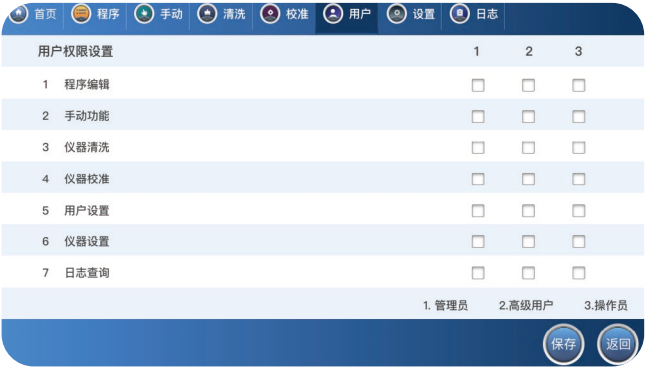 首页 程序 手动 清洗 校准 用户 设置 日志
用户权限设置 1 2 3
1 程序编辑
2 手动功能
3 仪器清洗
4 仪器校准
5 用户设置
6 仪器设置
7 日志查询
1. 管理员 2.高级用户 3.操作员
保存 返回